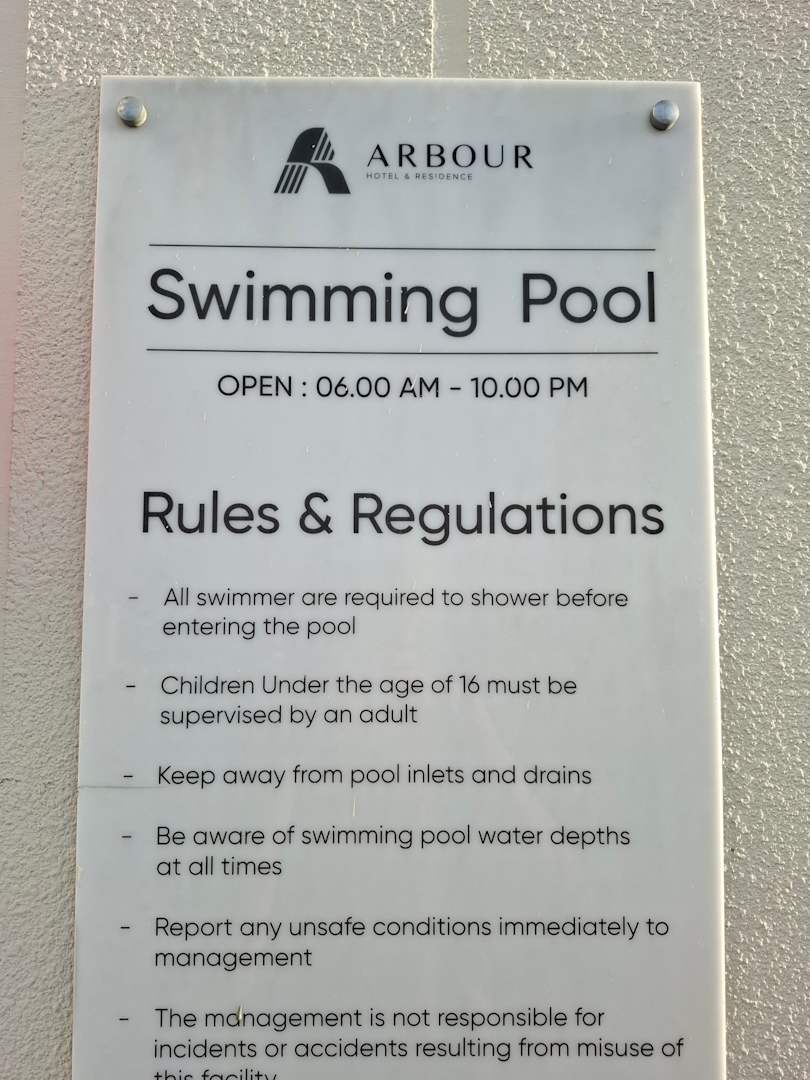 ARBOUR
HOTEL & RESIDENCE
Swimming Pool
OPEN : 06.00 AM - 10.00 PM
Rules & Regulations
- All swimmer are required to shower before
entering the pool
- Children Under the age of 16 must be
supervised by an adult
- Keep away from pool inlets and drains
- Be aware of swimming pool water depths
at all times
- Report any unsafe conditions immediately to
management
- The management is not responsible for
incidents or accidents resulting from misuse of
this facility